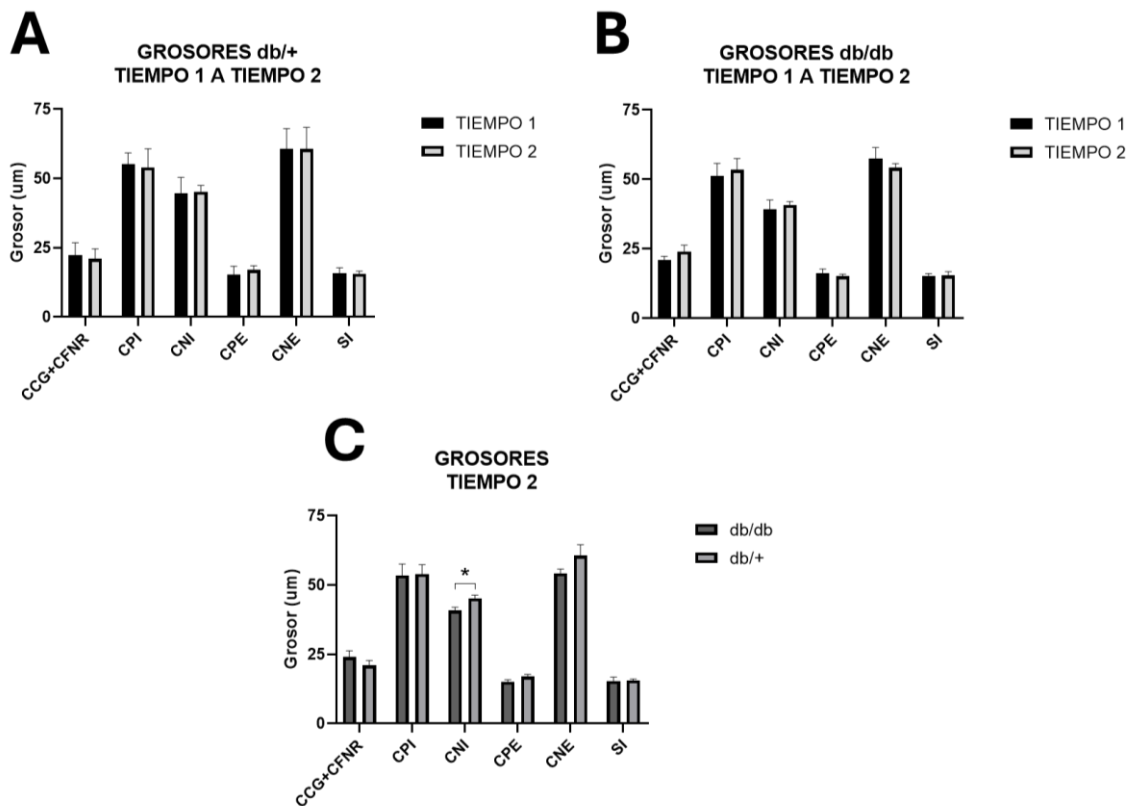 A
GROSORES db/+
TIEMPO 1 A TIEMPO 2
Grosor (um)
75
50
25
0
CCG+CFNR
CPI
CNI
CPE
CNE
SI
TIEMPO 1
TIEMPO 2
B
GROSORES db/db
TIEMPO 1 A TIEMPO 2
Grosor (um)
75
50
25
0
CCG+CFNR
CPI
CNI
CPE
CNE
SI
TIEMPO 1
TIEMPO 2
C
GROSORES
TIEMPO 2
Grosor (um)
75
50
25
0
*
CCG+CFNR
CPI
CNI
CPE
CNE
SI
db/db
db/+